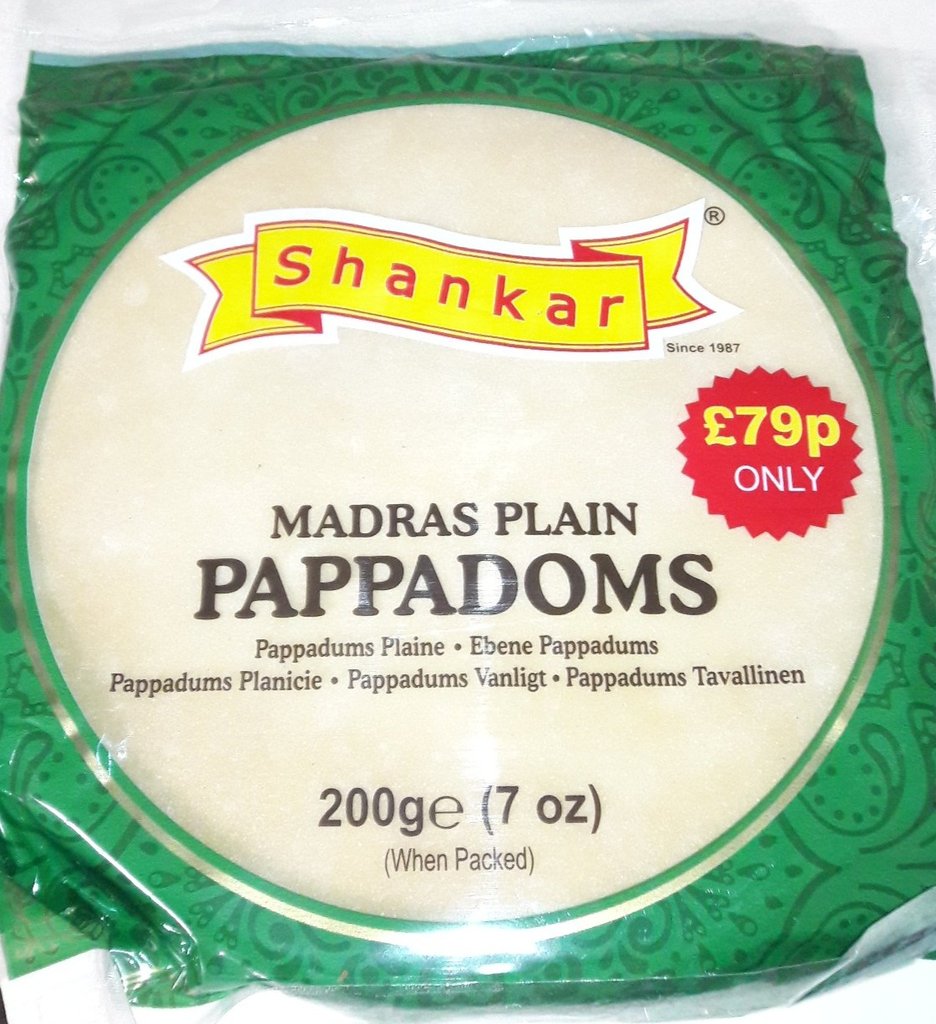 Shankar ®
Since 1987
£79p
ONLY
MADRAS PLAIN
PAPPADOMS
Pappadums Plaine • Ebene Pappadums
Pappadums Planicie • Pappadums Vanligt • Pappadums Tavallinen
200g℮ (7 oz)
(When Packed)